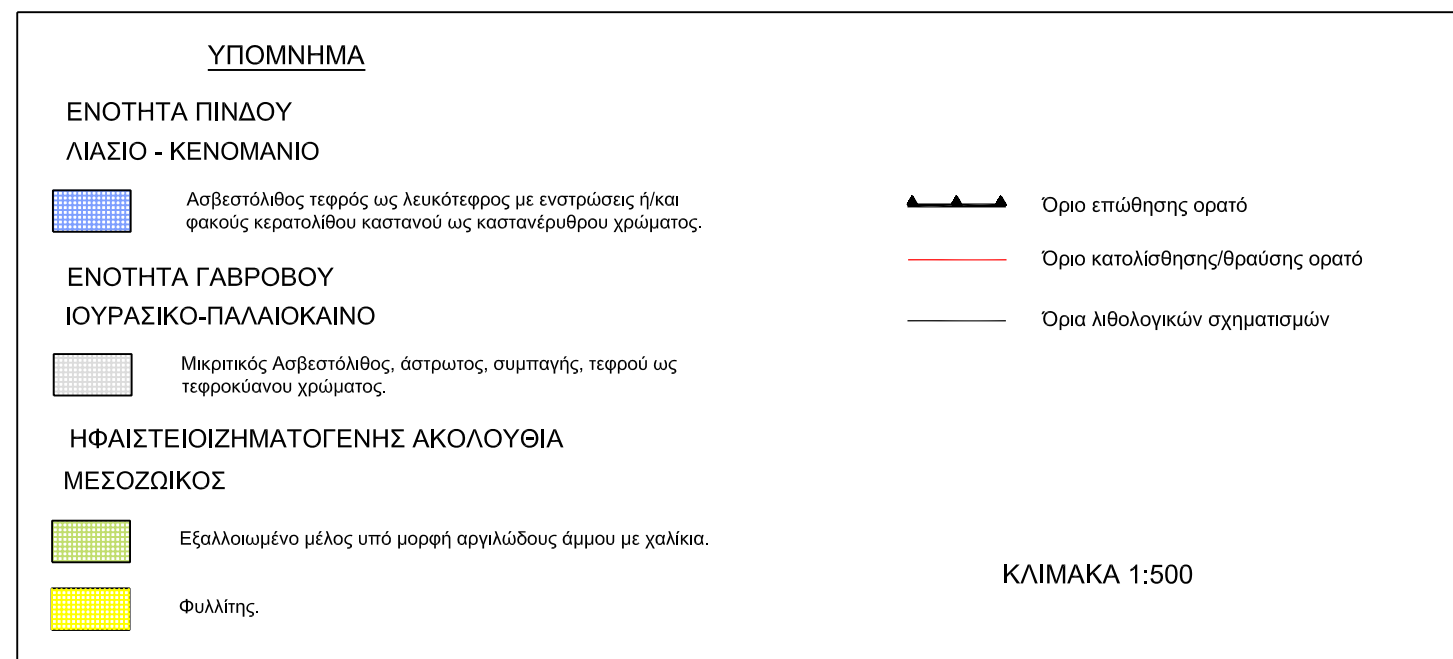 ΥΠΟΜΝΗΜΑ
ΕΝΟΤΗΤΑ ΠΙΝΔΟΥ
ΛΙΑΣΙΟ - ΚΕΝΟΜΑΝΙΟ
Ασβεστόλιθος τεφρός ως λευκότεφρος με ενστρώσεις ή/και
φακούς κερατολίθου καστανού ως καστανέρυθρου χρώματος.
ΕΝΟΤΗΤΑ ΓΑΒΡΟΒΟΥ
ΙΟΥΡΑΣΙΚΟ-ΠΑΛΑΙΟΚΑΙΝΟ
Μικριτικός Ασβεστόλιθος, άστρωτος, συμπαγής, τεφρού ως
τεφροκύανου χρώματος.
ΗΦΑΙΣΤΕΙΟΙΖΗΜΑΤΟΓΕΝΗΣ ΑΚΟΛΟΥΘΙΑ
ΜΕΣΟΖΩΙΚΟΣ
Εξαλλοιωμένο μέλος υπό μορφή αργιλώδους άμμου με χαλίκια.
Φυλλίτης.
Όριο επώθησης ορατό
Όριο κατολίσθησης/θραύσης ορατό
Όρια λιθολογικών σχηματισμών
ΚΛΙΜΑΚΑ 1:500